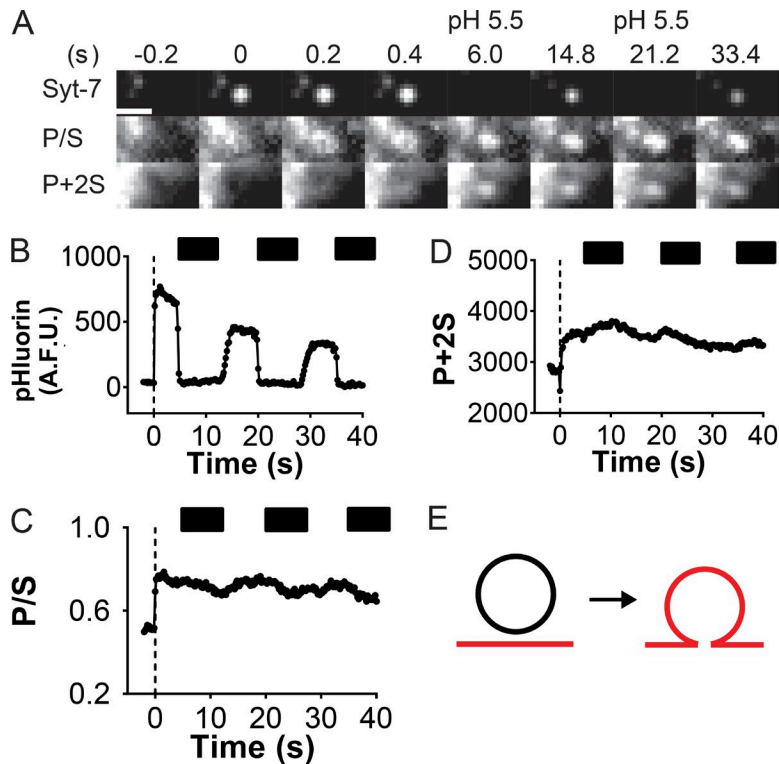 A
pH 5.5 pH 5.5
(s) -0.2 0 0.2 0.4 6.0 14.8 21.2 33.4
Syt-7
P/S
P+2S
B
pHluorin
(A.F.U.)
1000
500
0
0 10 20 30 40
Time (s)
D
P+2S
5000
4000
3000
2000
0 10 20 30 40
Time (s)
C
P/S
1.0
0.6
0.2
0 10 20 30 40
Time (s)
E